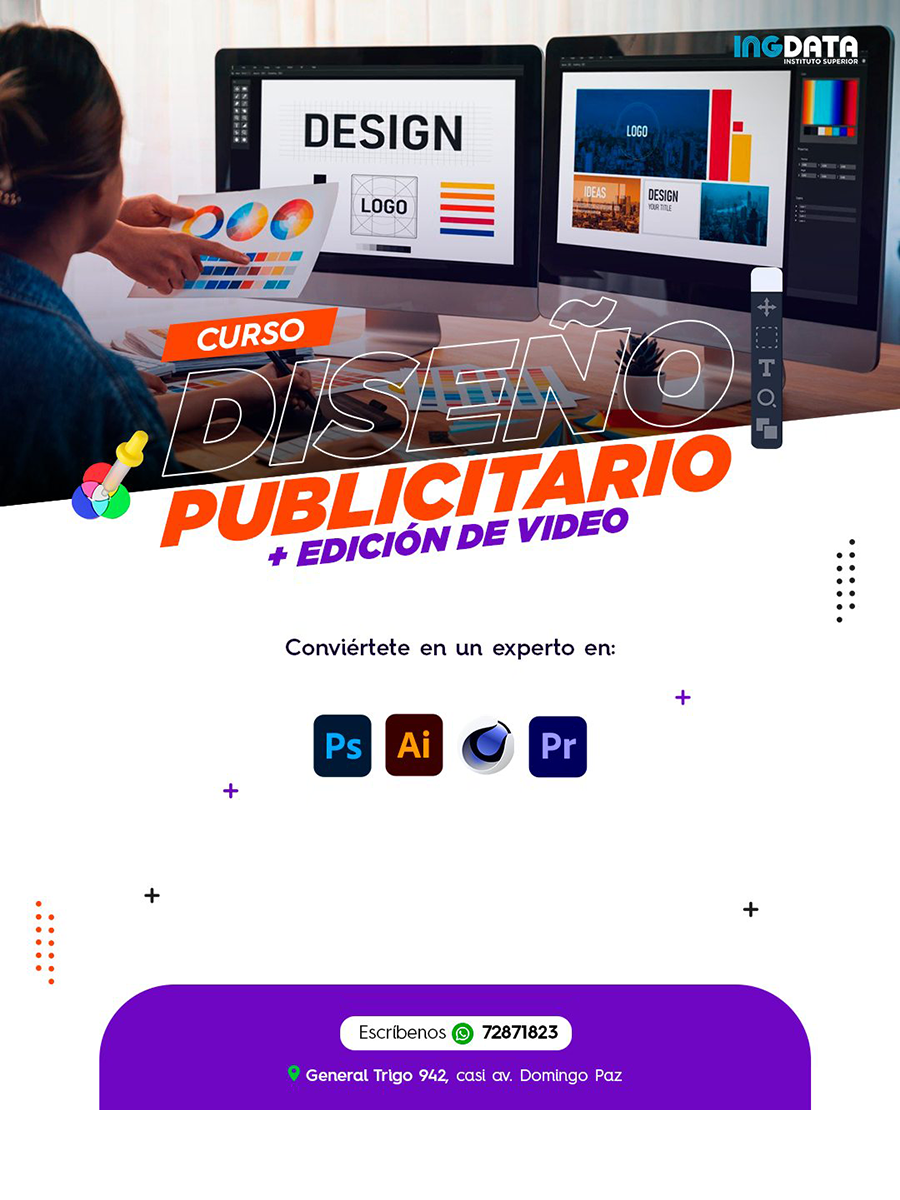 INGDATA
INSTITUTO SUPERIOR
DESIGN
LOGO
LOGO
IDEAS
DESIGN
YOUR TITLE
CURSO
DISEÑO
PUBLICITARIO
+ EDICIÓN DE VIDEO
T
Conviértete en un experto en:
Ps Ai Pr
Escríbenos 72871823
General Trigo 942, casi av. Domingo Paz